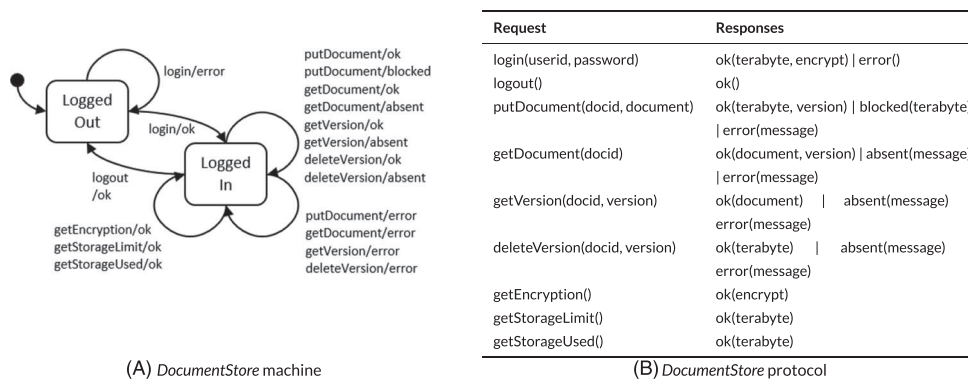 putDocument/ok
putDocument/blocked
getDocument/ok
getDocument/absent
getVersion/ok
getVersion/absent
deleteVersion/ok
deleteVersion/absent
login/error
Logged
Out
login/ok
Logged
In
logout
/ok
getEncryption/ok
getStorageLimit/ok
getStorageUsed/ok
putDocument/error
getDocument/error
getVersion/error
deleteVersion/error
(A) DocumentStore machine
Request Responses
login(userid, password) ok(terabyte, encrypt) | error()
logout() ok()
putDocument(docid, document) ok(terabyte, version) | blocked(terabyte)
| error(message)
getDocument(docid) ok(document, version) | absent(message)
| error(message)
getVersion(docid, version) ok(document) | absent(message)
error(message)
deleteVersion(docid, version) ok(terabyte) | absent(message)
error(message)
getEncryption() ok(encrypt)
getStorageLimit() ok(terabyte)
getStorageUsed() ok(terabyte)
(B) DocumentStore protocol